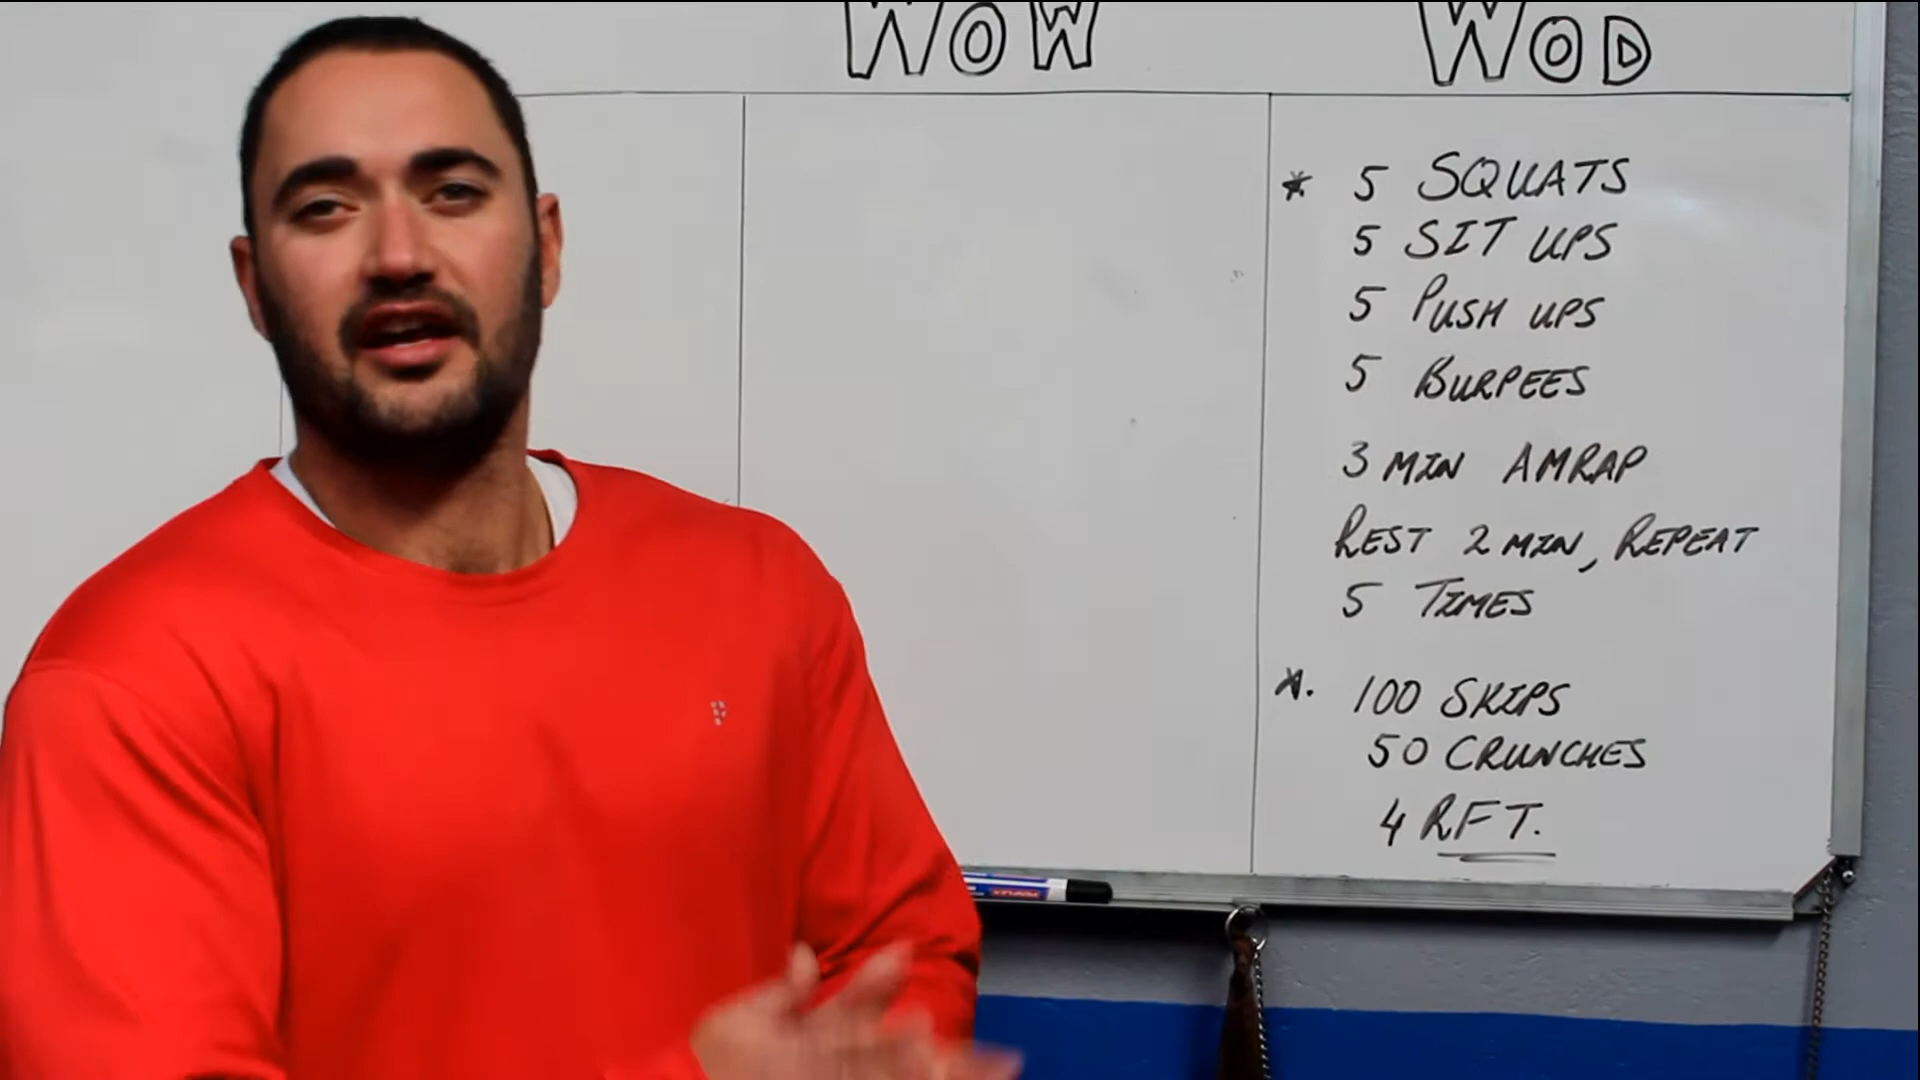 WOW
WOD
* 5 SQUATS
5 SIT UPS
5 PUSH UPS
5 BURPEES
3 MIN AMRAP
REST 2 MIN, REPEAT
5 TIMES
*. 100 SKIPS
50 CRUNCHES
4 RFT.